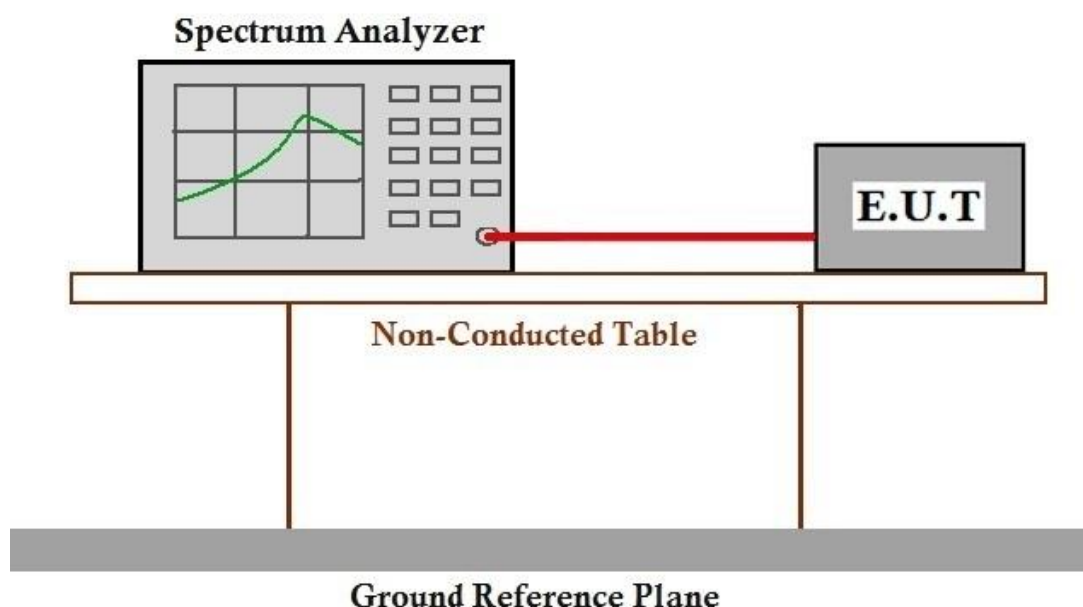 Spectrum Analyzer
E.U.T
Non-Conducted Table
Ground Reference Plane